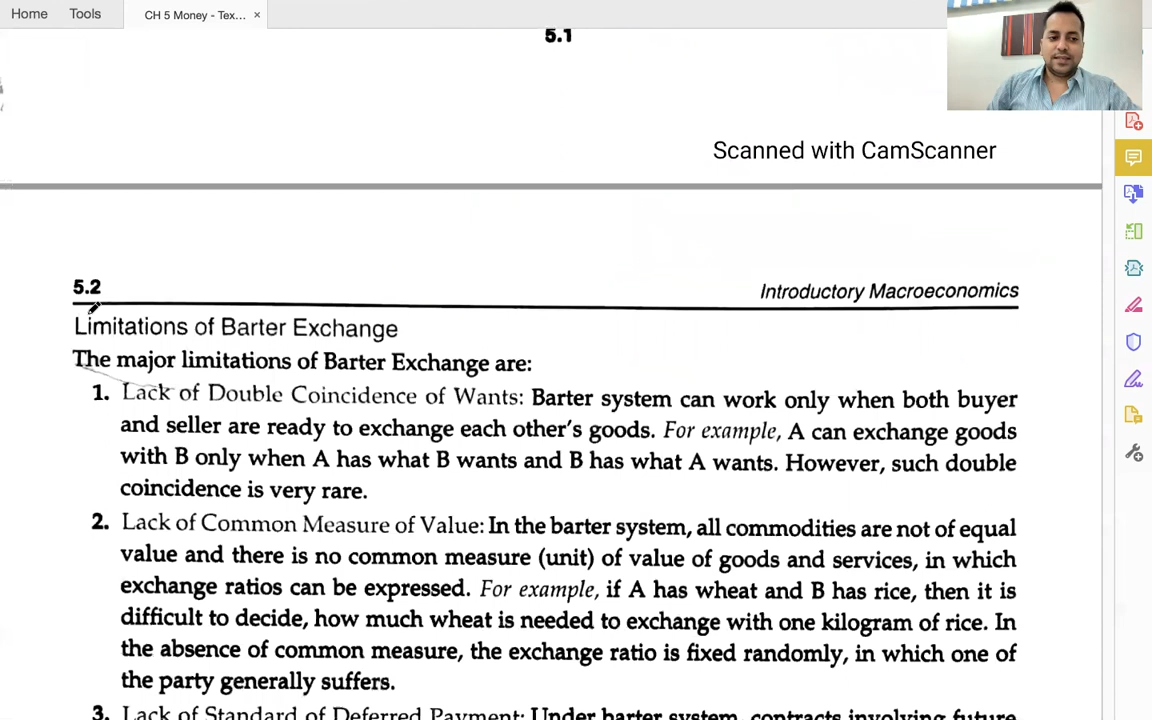 Home Tools CH 5 Money - Tex... ×
5.1
Scanned with CamScanner
5.2 Introductory Macroeconomics
Limitations of Barter Exchange
The major limitations of Barter Exchange are:
1. Lack of Double Coincidence of Wants: Barter system can work only when both buyer
and seller are ready to exchange each other's goods. For example, A can exchange goods
with B only when A has what B wants and B has what A wants. However, such double
coincidence is very rare.
2. Lack of Common Measure of Value: In the barter system, all commodities are not of equal
value and there is no common measure (unit) of value of goods and services, in which
exchange ratios can be expressed. For example, if A has wheat and B has rice, then it is
difficult to decide, how much wheat is needed to exchange with one kilogram of rice. In
the absence of common measure, the exchange ratio is fixed randomly, in which one of
the party generally suffers.
3. Lack of Standard of Deferred Payment: Under barter system, contracts involving future